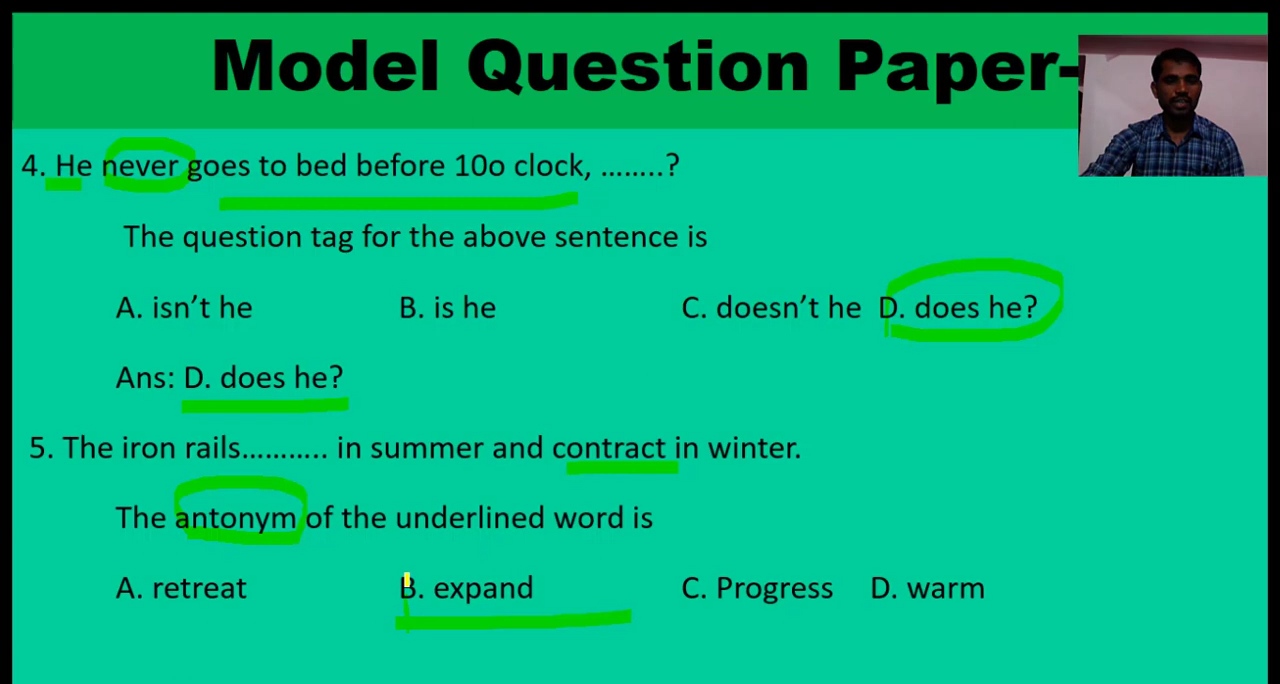 Model Question Paper-
4. He never goes to bed before 10o clock, ........?
The question tag for the above sentence is
A. isn’t he B. is he C. doesn’t he D. does he?
Ans: D. does he?
5. The iron rails........... in summer and contract in winter.
The antonym of the underlined word is
A. retreat B. expand C. Progress D. warm